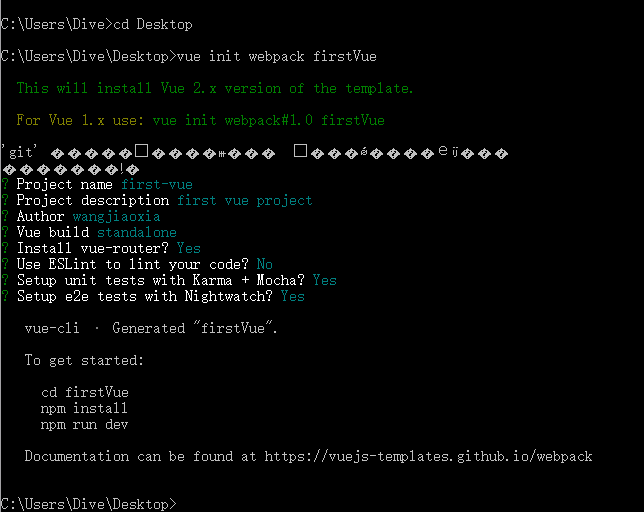 C:\Users\Dive>cd Desktop
C:\Users\Dive\Desktop>vue init webpack firstVue
This will install Vue 2.x version of the template.
For Vue 1.x use: vue init webpack#1.0 firstVue
'git'
? Project name first-vue
? Project description first vue project
? Author wangjiaoxia
? Vue build standalone
? Install vue-router? Yes
? Use ESLint to lint your code? No
? Setup unit tests with Karma + Mocha? Yes
? Setup e2e tests with Nightwatch? Yes
vue-cli · Generated "firstVue".
To get started:
cd firstVue
npm install
npm run dev
Documentation can be found at https://vuejs-templates.github.io/webpack
C:\Users\Dive\Desktop>